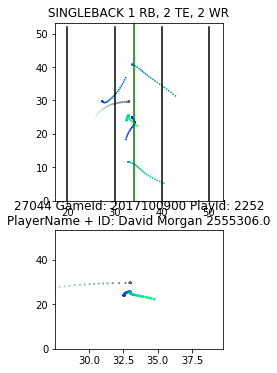 SINGLEBACK 1 RB, 2 TE, 2 WR
50
40
30
20
10
0
20 30 40 50
27044 GameId: 2017100900 PlayId: 2252
PlayerName + ID: David Morgan 2555306.0
40
20
0
30.0 32.5 35.0 37.5